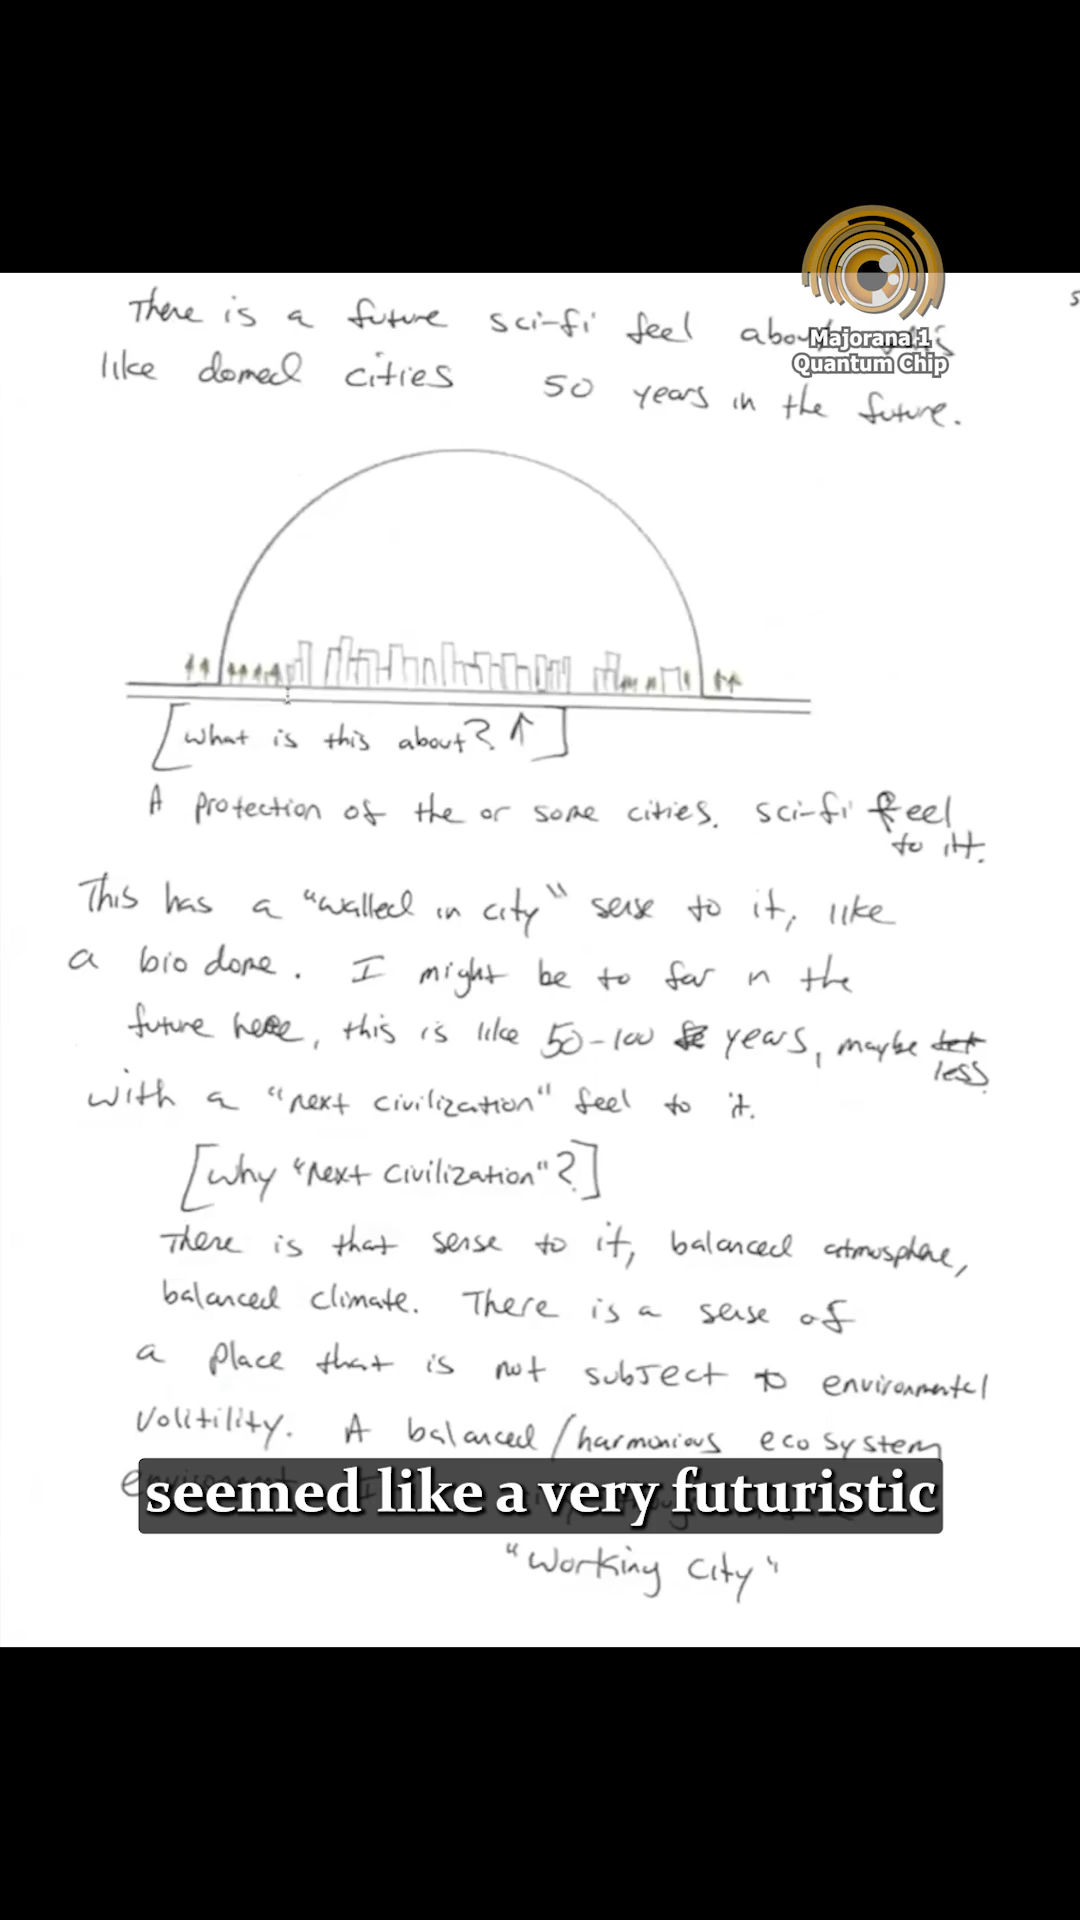 There is a future sci-fi feel about this
like domed cities 50 years in the future.
Majorana 1
Quantum Chip
[What is this about? ↑]
A protection of the or some cities. sci-fi feel
to itt.
This has a "walled in city" sense to it, like
a bio dome. I might be to far in the
future here, this is like 50-100 years, maybe
less
with a "next civilization" feel to it.
[why "next civilization"?]
There is that sense to it, balanced atmosphere,
balanced climate. There is a sense of
a place that is not subject to environmental
volitility. A balanced/harmonious eco system
seemed like a very futuristic
"working city"